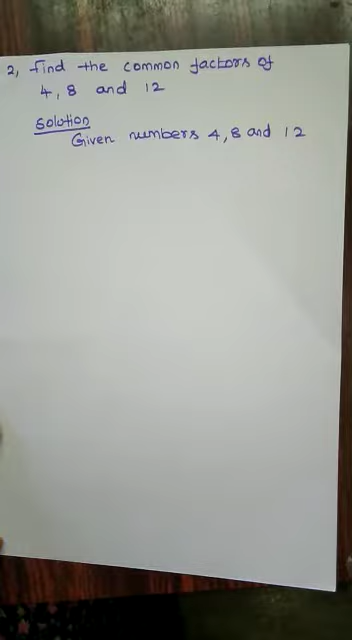 2, Find the common factors of
4, 8 and 12
Solution
Given numbers 4, 8 and 12